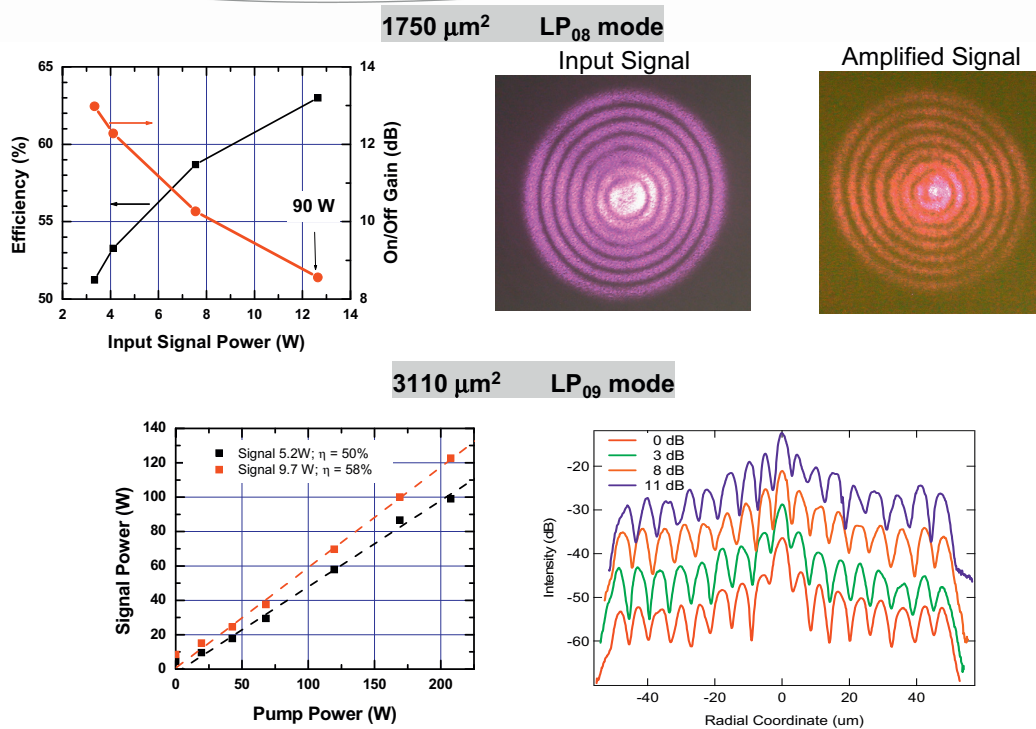 1750 μm² LP₀₈ mode
Input Signal
Amplified Signal
65
60
55
50
Efficiency (%)
14
12
10
8
On/Off Gain (dB)
90 W
2 4 6 8 10 12 14
Input Signal Power (W)
3110 μm² LP₀₉ mode
140
120
100
80
60
40
20
0
Signal Power (W)
Signal 5.2W; η = 50%
Signal 9.7 W; η = 58%
0 50 100 150 200
Pump Power (W)
0 dB
3 dB
8 dB
11 dB
-20
-30
-40
-50
-60
Intensity (dB)
-40 -20 0 20 40
Radial Coordinate (um)